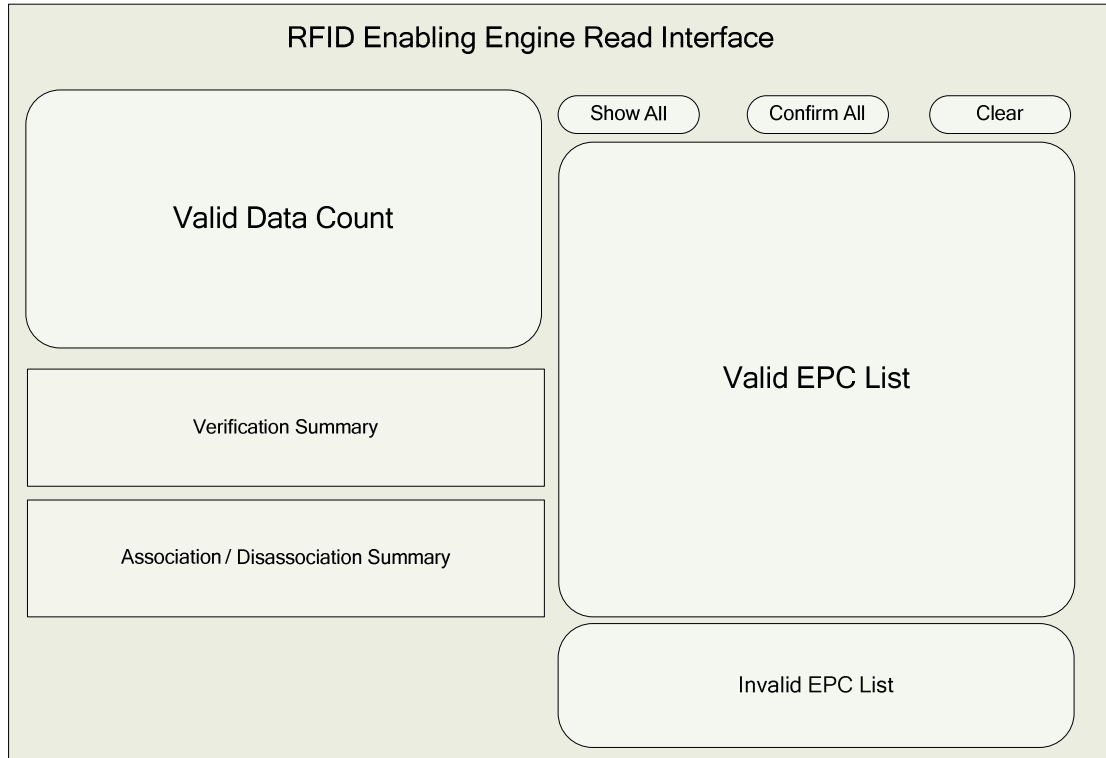 RFID Enabling Engine Read Interface
Show All
Confirm All
Clear
Valid Data Count
Valid EPC List
Verification Summary
Association / Disassociation Summary
Invalid EPC List